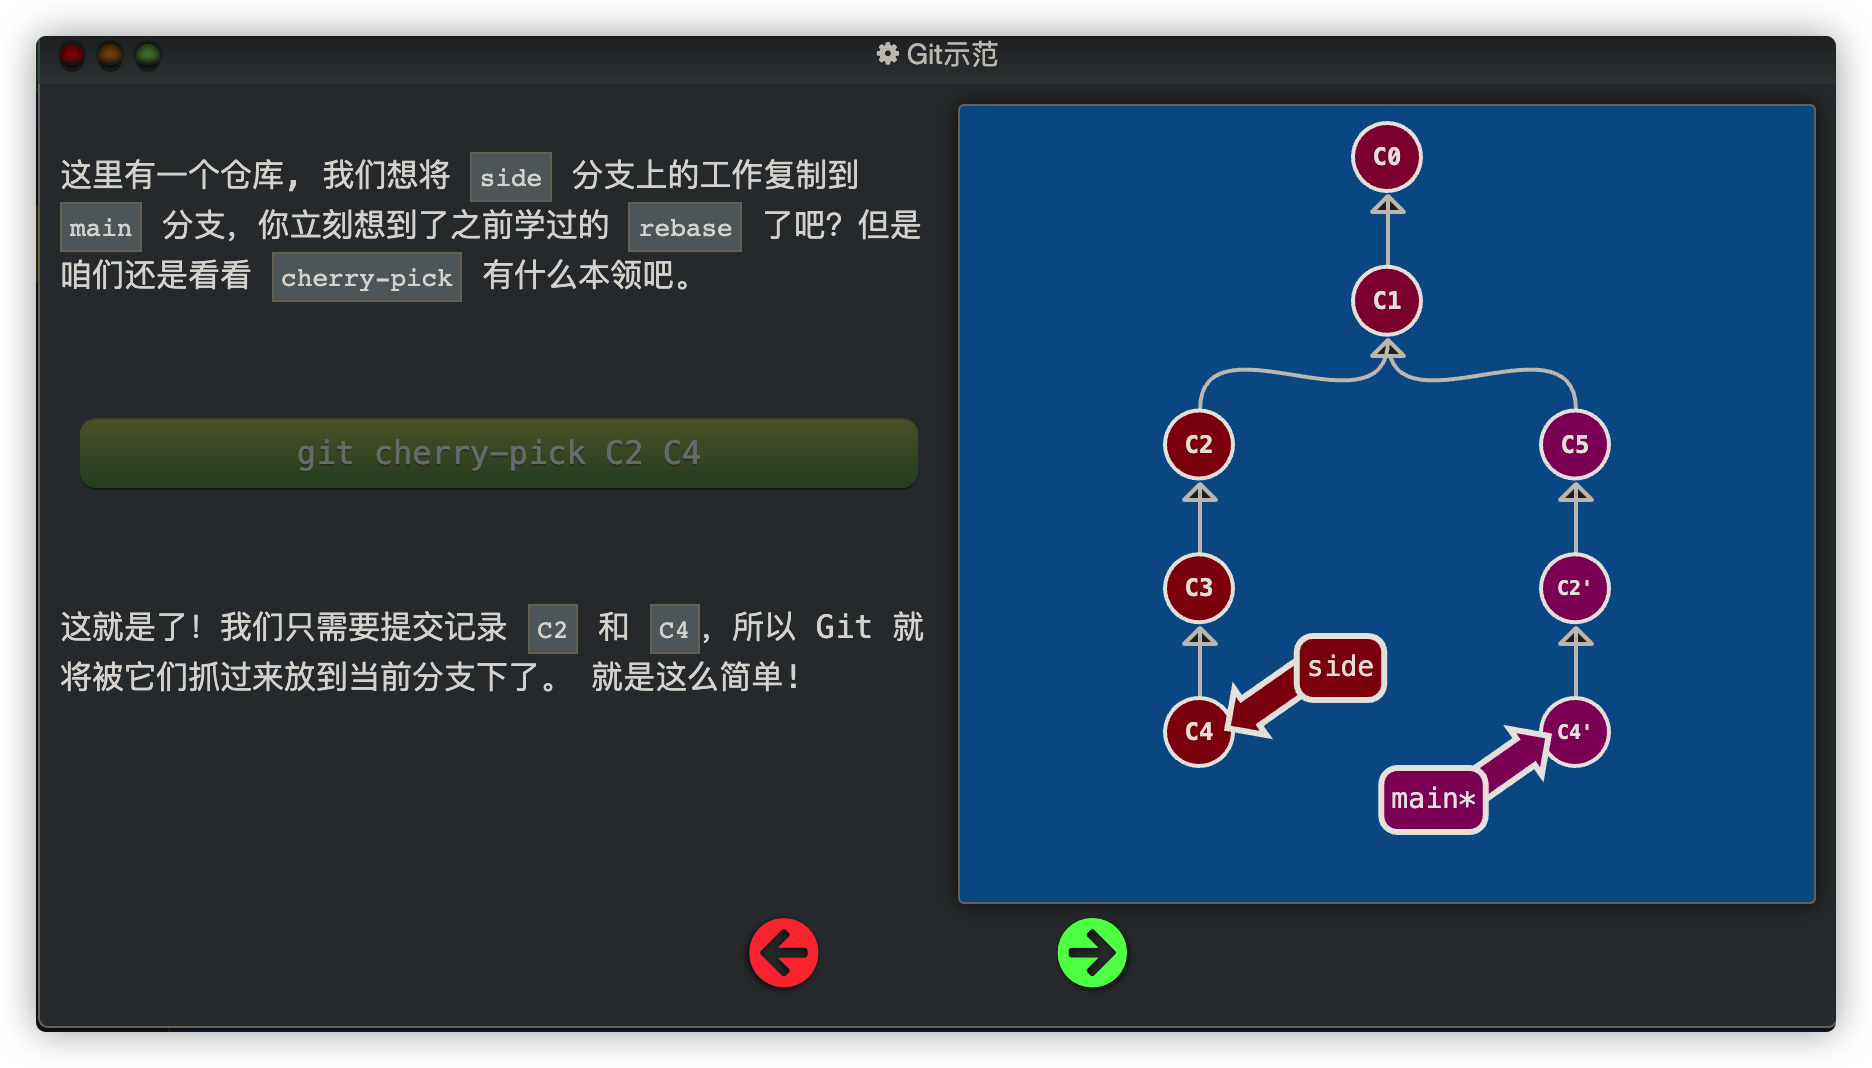 Git示范
这里有一个仓库, 我们想将 side 分支上的工作复制到
main 分支，你立刻想到了之前学过的 rebase 了吧？但是
咱们还是看看 cherry-pick 有什么本领吧。
git cherry-pick C2 C4
这就是了！我们只需要提交记录 C2 和 C4，所以 Git 就
将被它们抓过来放到当前分支下了。 就是这么简单!
C0
C1
C2
C5
C3
C2'
side
C4
C4'
main*